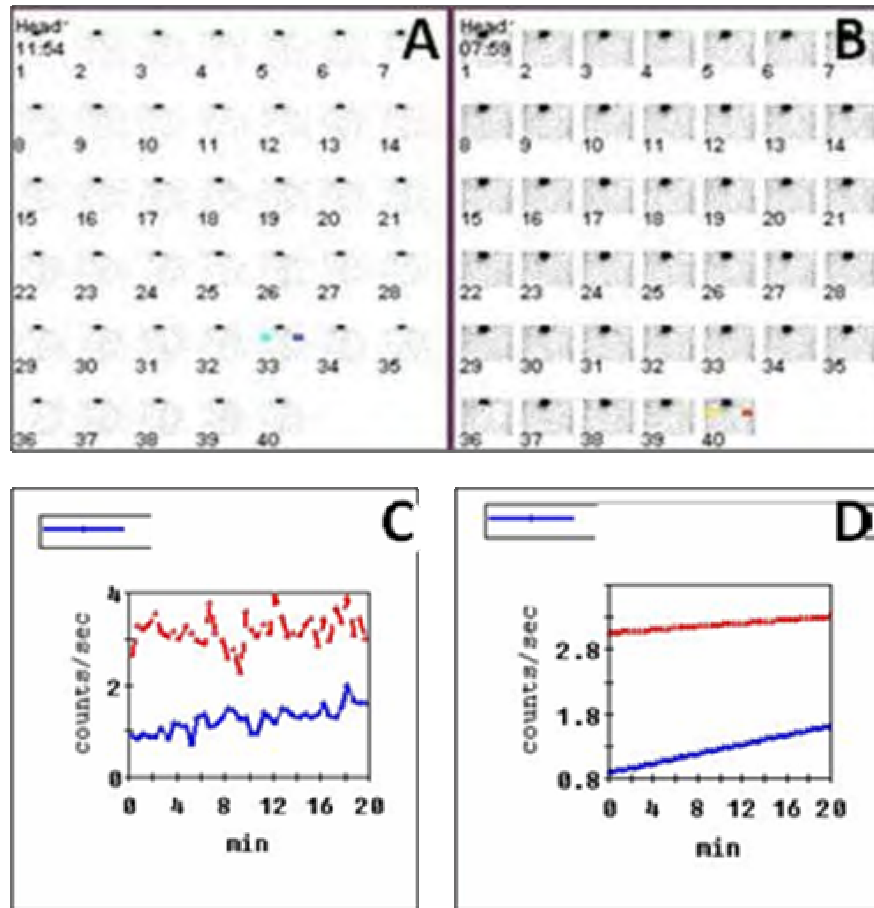 Head'
11:54
A
1 2 3 4 5 6 7
8 9 10 11 12 13 14
15 16 17 18 19 20 21
22 23 24 25 26 27 28
29 30 31 32 33 34 35
36 37 38 39 40
Head'
07:59
B
1 2 3 4 5 6 7
8 9 10 11 12 13 14
15 16 17 18 19 20 21
22 23 24 25 26 27 28
29 30 31 32 33 34 35
36 37 38 39 40
C
4
2
0
counts/sec
0 4 8 12 16 20
min
D
2.8
1.8
0.8
counts/sec
0 4 8 12 16 20
min